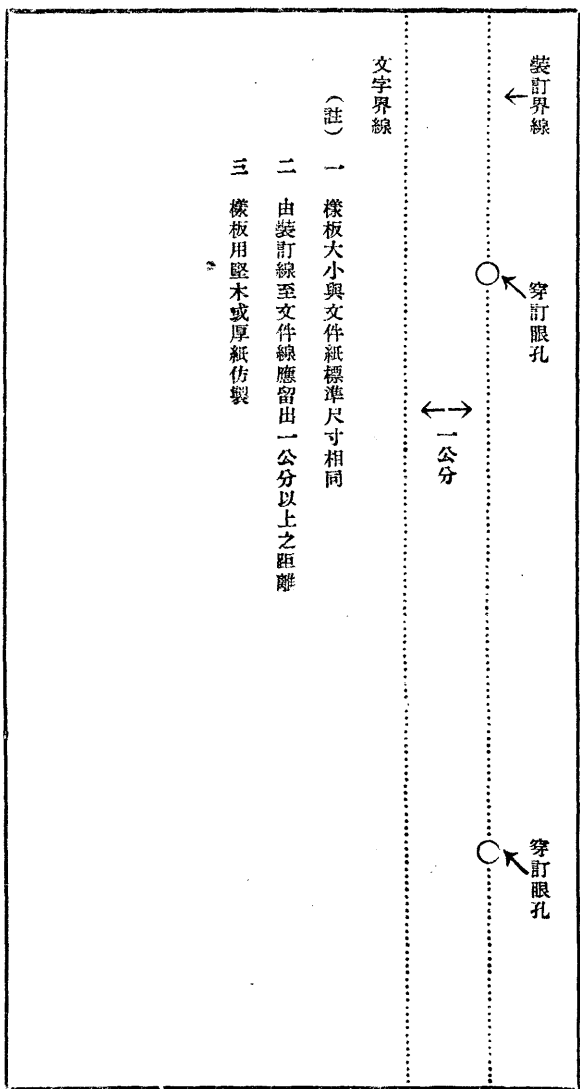 裝訂界線
穿訂眼孔
穿訂眼孔
一公分
文字界線
（註）一 樣板大小與文件紙標準尺寸相同
二 由裝訂線至文件線應留出一公分以上之距離
三 樣板用堅木或厚紙仿製